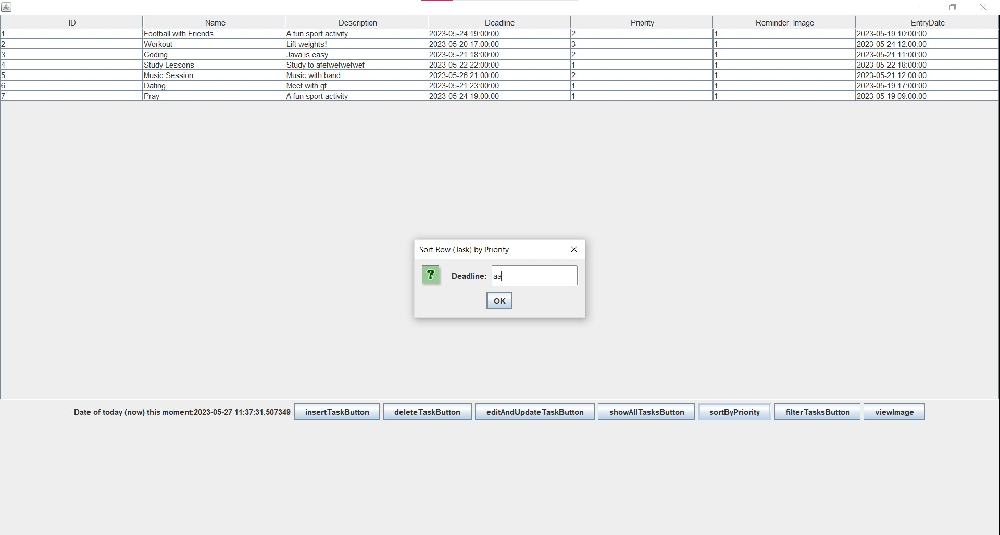 ID Name Description Deadline Priority Reminder_Image EntryDate
1 Football with Friends A fun sport activity 2023-05-24 19:00:00 2 1 2023-05-19 10:00:00
2 Workout Lift weights! 2023-05-20 17:00:00 3 1 2023-05-24 12:00:00
3 Coding Java is easy 2023-05-21 18:00:00 2 1 2023-05-21 11:00:00
4 Study Lessons Study to afefwefwefwef 2023-05-22 22:00:00 1 1 2023-05-22 18:00:00
5 Music Session Music with band 2023-05-26 21:00:00 2 1 2023-05-21 12:00:00
6 Dating Meet with gf 2023-05-21 23:00:00 1 1 2023-05-19 17:00:00
7 Pray A fun sport activity 2023-05-24 19:00:00 1 1 2023-05-19 09:00:00
Sort Row (Task) by Priority
? Deadline: aa
OK
Date of today (now) this moment:2023-05-27 11:37:31.507349 insertTaskButton deleteTaskButton editAndUpdateTaskButton showAllTasksButton sortByPriority filterTasksButton viewImage